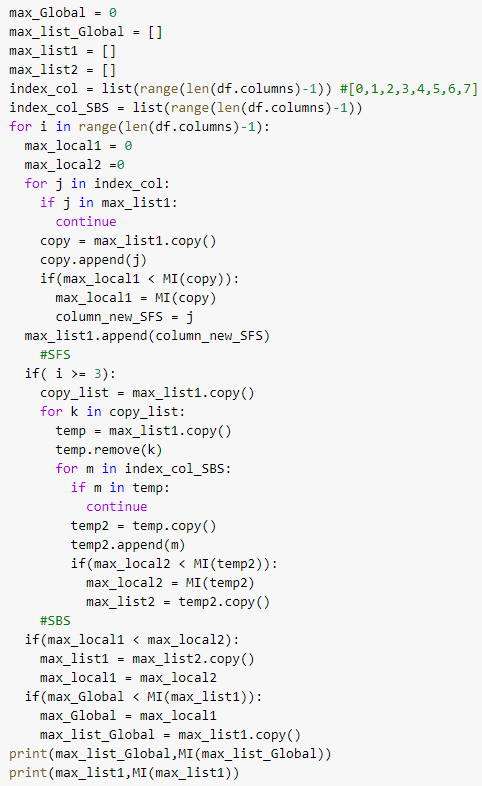 max_Global = 0
max_list_Global = []
max_list1 = []
max_list2 = []
index_col = list(range(len(df.columns)-1)) #[0,1,2,3,4,5,6,7]
index_col_SBS = list(range(len(df.columns)-1))
for i in range(len(df.columns)-1):
  max_local1 = 0
  max_local2 =0
  for j in index_col:
    if j in max_list1:
      continue
    copy = max_list1.copy()
    copy.append(j)
    if(max_local1 < MI(copy)):
      max_local1 = MI(copy)
      column_new_SFS = j
  max_list1.append(column_new_SFS)
    #SFS
  if( i >= 3):
    copy_list = max_list1.copy()
    for k in copy_list:
      temp = max_list1.copy()
      temp.remove(k)
      for m in index_col_SBS:
        if m in temp:
          continue
        temp2 = temp.copy()
        temp2.append(m)
        if(max_local2 < MI(temp2)):
          max_local2 = MI(temp2)
          max_list2 = temp2.copy()
    #SBS
  if(max_local1 < max_local2):
    max_list1 = max_list2.copy()
    max_local1 = max_local2
  if(max_Global < MI(max_list1)):
    max_Global = max_local1
    max_list_Global = max_list1.copy()
print(max_list_Global,MI(max_list_Global))
print(max_list1,MI(max_list1))